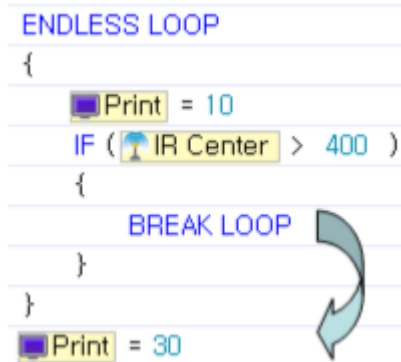 ENDLESS LOOP
{
Print = 10
IF ( IR Center > 400 )
{
BREAK LOOP
}
}
Print = 30